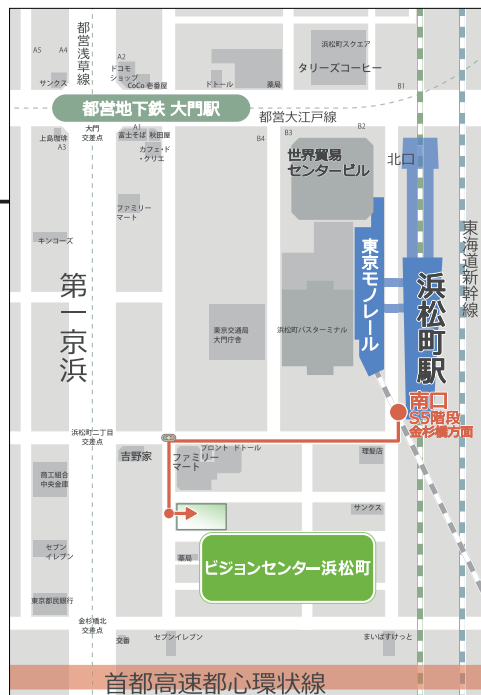 都営浅草線
A5
A4
A2
ドコモ
ショップ
サンクス
CoCo 壱番屋
ドトール
薬局
浜松町スクエア
タリーズコーヒー
B1
都営地下鉄 大門駅
都営大江戸線
大門
交差点
上島珈琲
A3
A1
富士そば
秋田屋
カフェ・ド
・クリエ
B4
B3
B2
世界貿易
センタービル
北口
ファミリー
マート
キンコーズ
第一京浜
東京モノレール
浜松町駅
東海道新幹線
東京交通局
大門庁舎
浜松町バスターミナル
南口
S5階段
金杉橋方面
浜松町二丁目
交差点
吉野家
ファミリー
マート
プロント
ドトール
理髪店
商工組合
中央金庫
サンクス
セブン
イレブン
薬局
ビジョンセンター浜松町
東京都民銀行
金杉橋北
交差点
交番
セブンイレブン
まいばすけっと
首都高速都心環状線